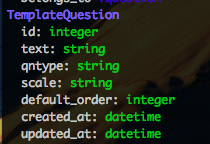 TemplateQuestion
id: integer
text: string
qntype: string
scale: string
default_order: integer
created_at: datetime
updated_at: datetime